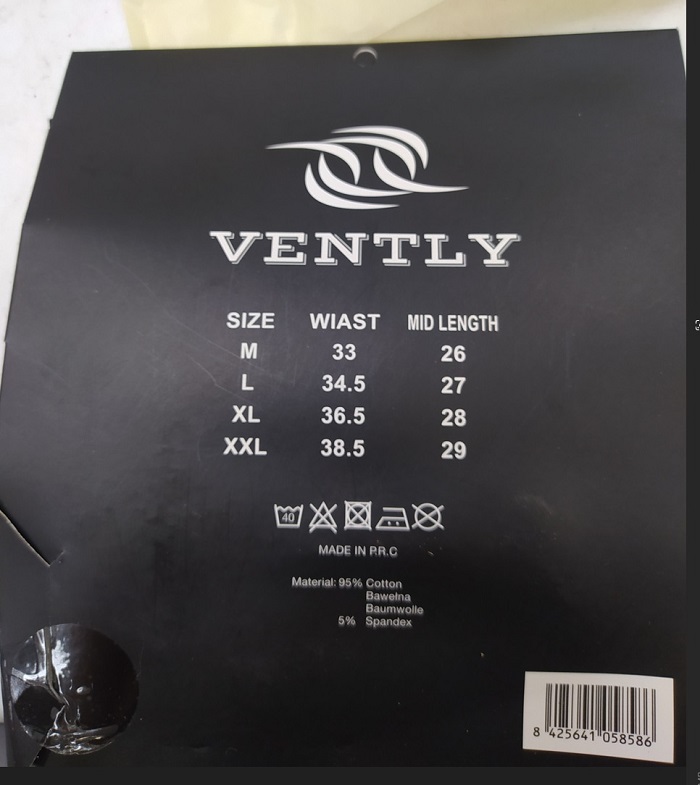 VENTLY
SIZE WIAST MID LENGTH
M 33 26
L 34.5 27
XL 36.5 28
XXL 38.5 29
40
MADE IN P.R.C
Material: 95% Cotton
Bawełna
Baumwolle
5% Spandex
8 425641 058586